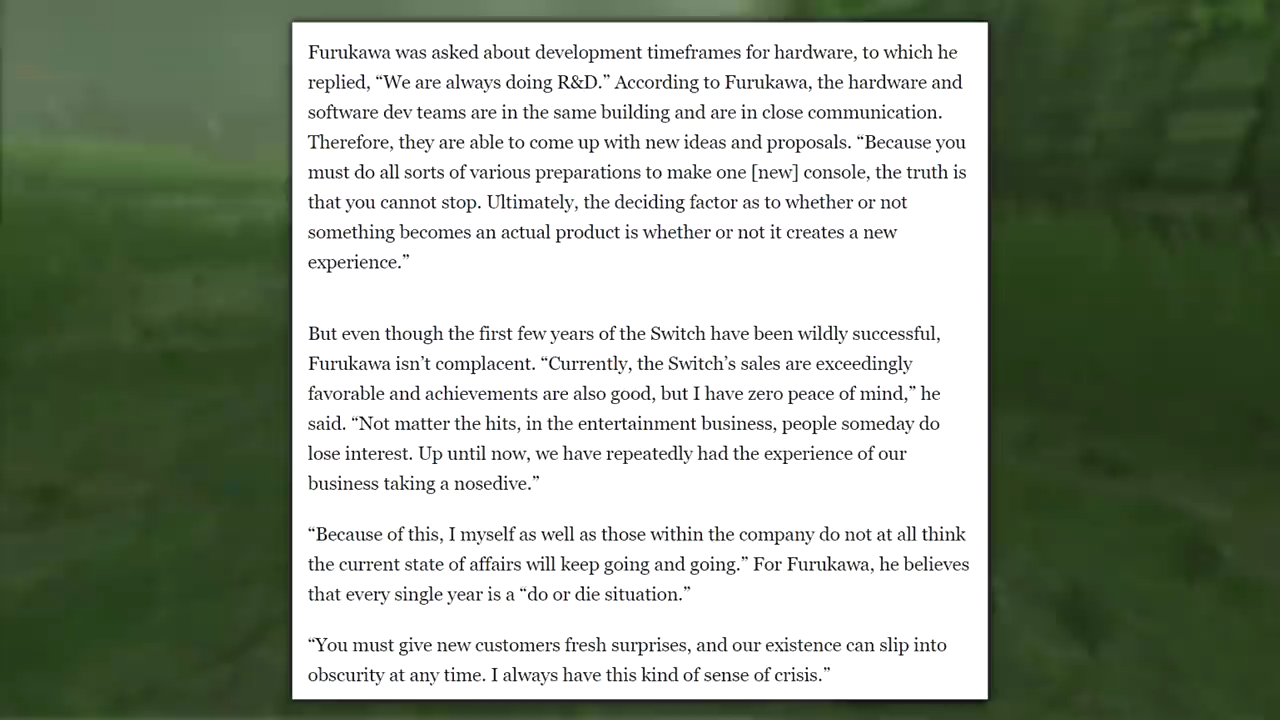 Furukawa was asked about development timeframes for hardware, to which he
replied, “We are always doing R&D.” According to Furukawa, the hardware and
software dev teams are in the same building and are in close communication.
Therefore, they are able to come up with new ideas and proposals. “Because you
must do all sorts of various preparations to make one [new] console, the truth is
that you cannot stop. Ultimately, the deciding factor as to whether or not
something becomes an actual product is whether or not it creates a new
experience.”
But even though the first few years of the Switch have been wildly successful,
Furukawa isn’t complacent. “Currently, the Switch’s sales are exceedingly
favorable and achievements are also good, but I have zero peace of mind,” he
said. “Not matter the hits, in the entertainment business, people someday do
lose interest. Up until now, we have repeatedly had the experience of our
business taking a nosedive.”
“Because of this, I myself as well as those within the company do not at all think
the current state of affairs will keep going and going.” For Furukawa, he believes
that every single year is a “do or die situation.”
“You must give new customers fresh surprises, and our existence can slip into
obscurity at any time. I always have this kind of sense of crisis.”